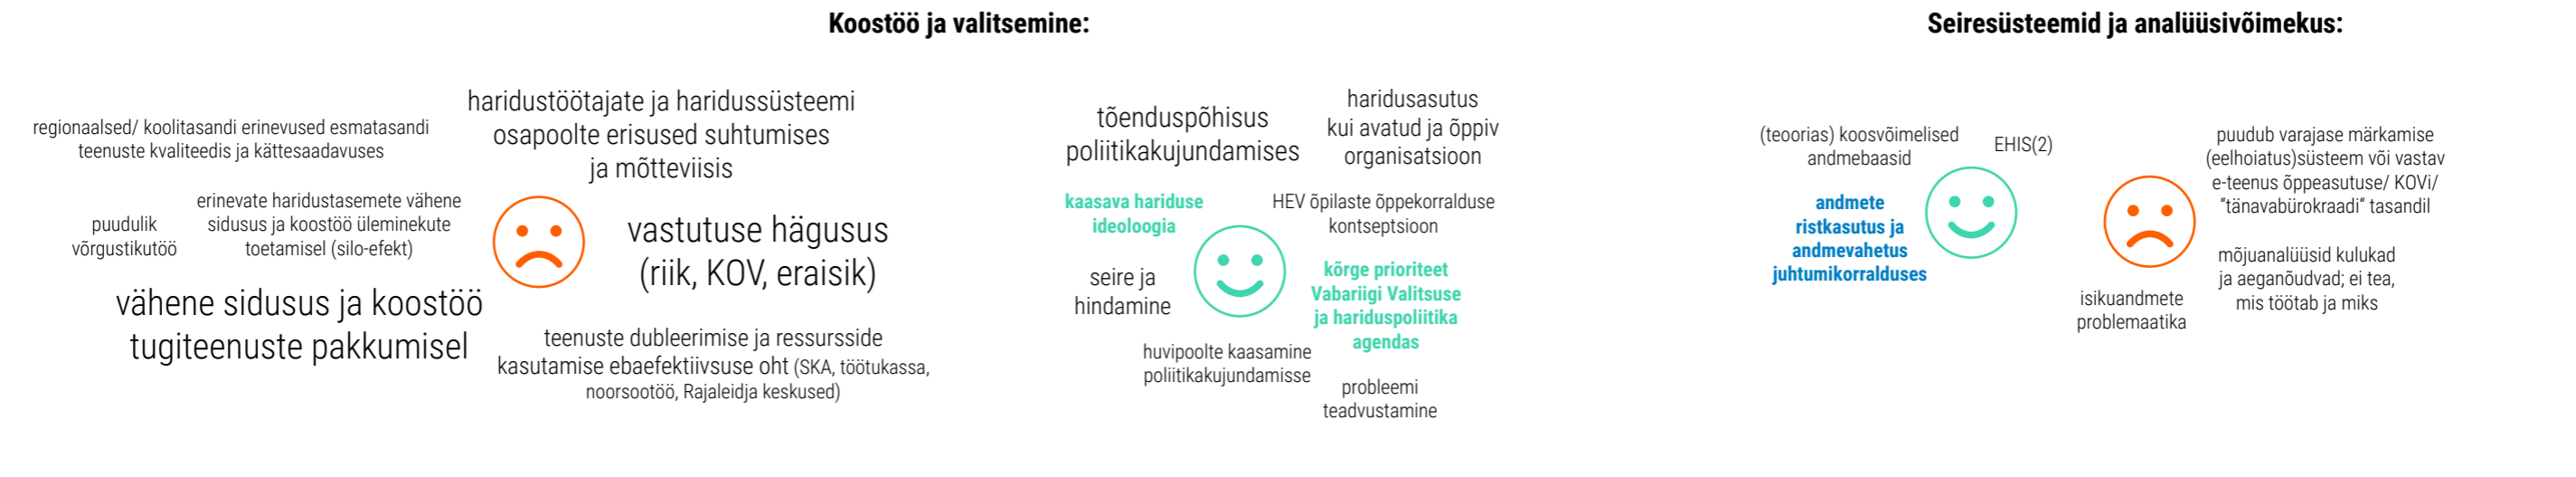 Koostöö ja valitsemine:
regionaalsed/ koolitasandi erinevused esmatasandi
teenuste kvaliteedis ja kättesaadavuses
haridustöötajate ja haridussüsteemi
osapoolte erisused suhtumises
ja mõtteviisis
puudulik
võrgustikutöö
erinevate haridustasemete vähene
sidusus ja koostöö üleminekute
toetamisel (silo-efekt)
vastutuse hägusus
(riik, KOV, eraisik)
vähene sidusus ja koostöö
tugiteenuste pakkumisel
teenuste dubleerimise ja ressursside
kasutamise ebaefektiivsuse oht (SKA, töötukassa,
noorsootöö, Rajaleidja keskused)
tõenduspõhisus
poliitikakujundamises
haridusasutus
kui avatud ja õppiv
organisatsioon
kaasava hariduse
ideoloogia
HEV õpilaste õppekorralduse
kontseptsioon
seire ja
hindamine
kõrge prioriteet
Vabariigi Valitsuse
ja hariduspoliitika
agendas
huvipoolte kaasamine
poliitikakujundamisse
probleemi
teadvustamine
Seiresüsteemid ja analüüsivõimekus:
(teoorias) koosvõimelised
andmebaasid
EHIS(2)
andmete
ristkasutus ja
andmevahetus
juhtumikorralduses
puudub varajase märkamise
(eelhoiatus)süsteem või vastav
e-teenus õppeasutuse/ KOVi/
“tänavabürokraadi“ tasandil
mõjuanalüüsid kulukad
ja aeganõudvad; ei tea,
mis töötab ja miks
isikuandmete
problemaatika